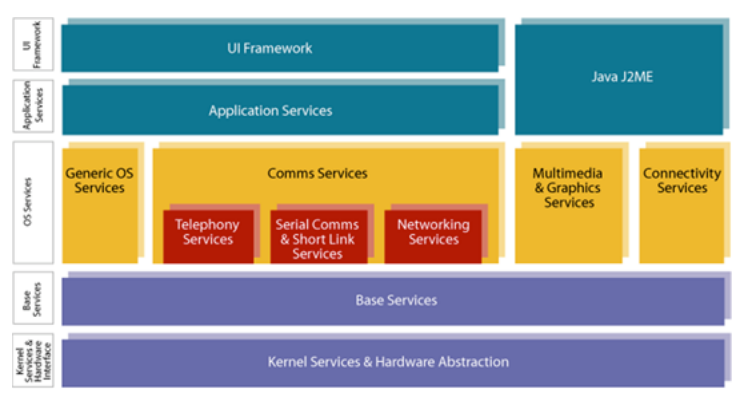 UI
Framework
UI Framework
Java J2ME
Application
Services
Application Services
OS Services
Generic OS
Services
Comms Services
Multimedia
& Graphics
Services
Connectivity
Services
Telephony
Services
Serial Comms
& Short Link
Services
Networking
Services
Base
Services
Base Services
Kernel
Services &
Hardware
Interface
Kernel Services & Hardware Abstraction